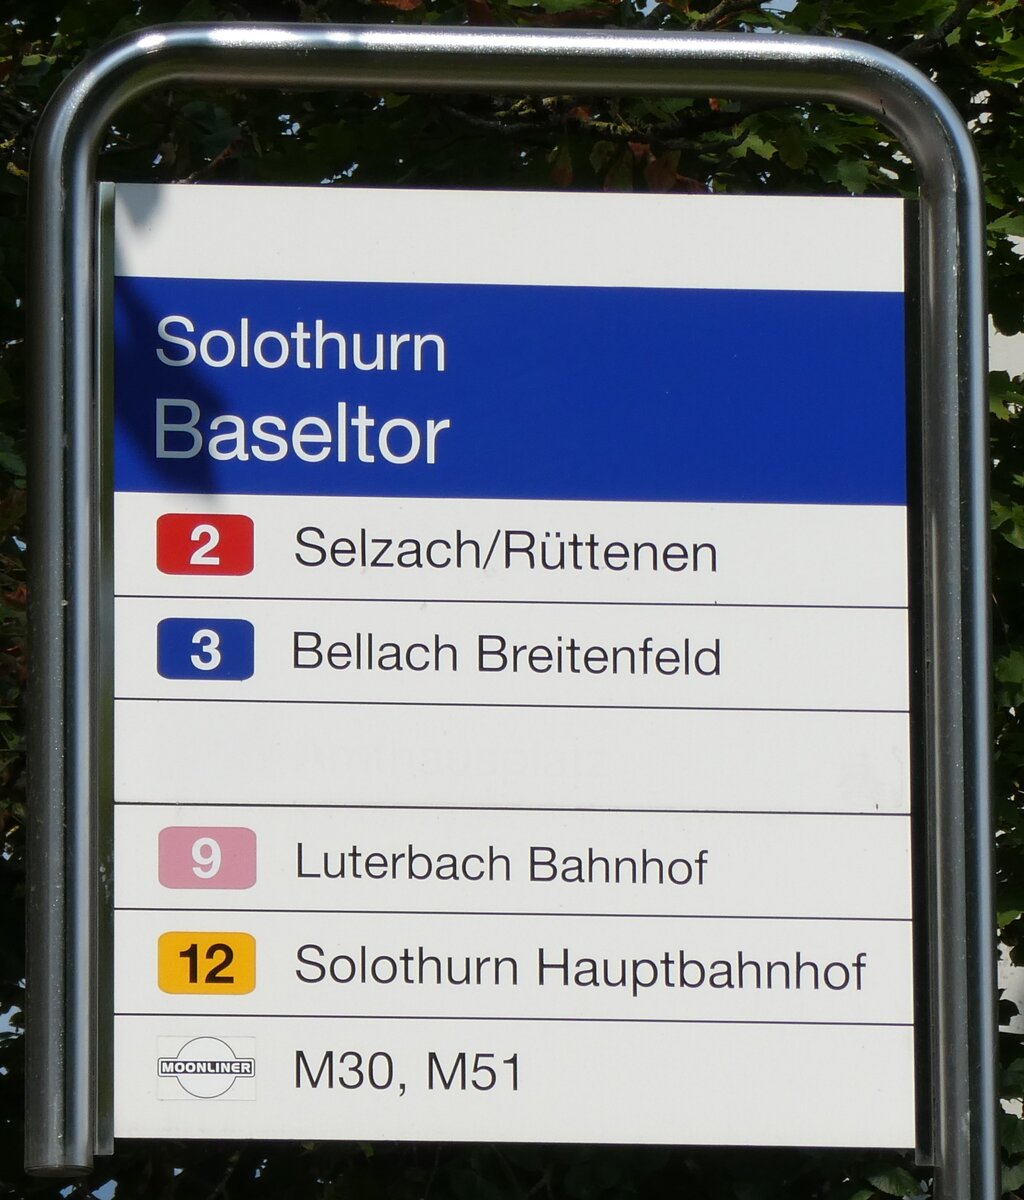 Solothurn
Baseltor
2 Selzach/Rüttenen
3 Bellach Breitenfeld
9 Luterbach Bahnhof
12 Solothurn Hauptbahnhof
MOONLINER M30, M51